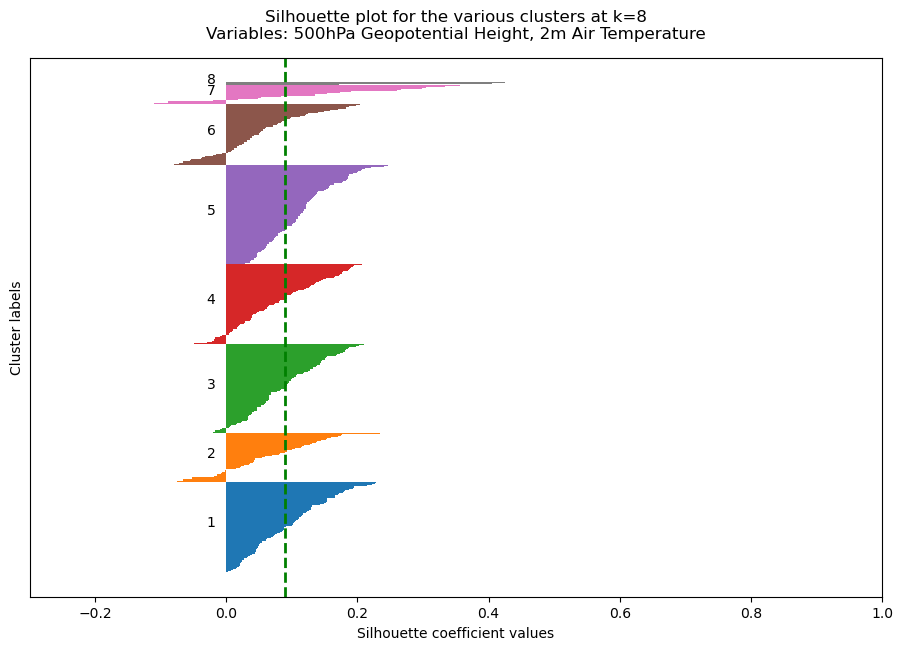 Silhouette plot for the various clusters at k=8
Variables: 500hPa Geopotential Height, 2m Air Temperature
8
7
6
5
4
3
2
1
Cluster labels
−0.2 0.0 0.2 0.4 0.6 0.8 1.0
Silhouette coefficient values